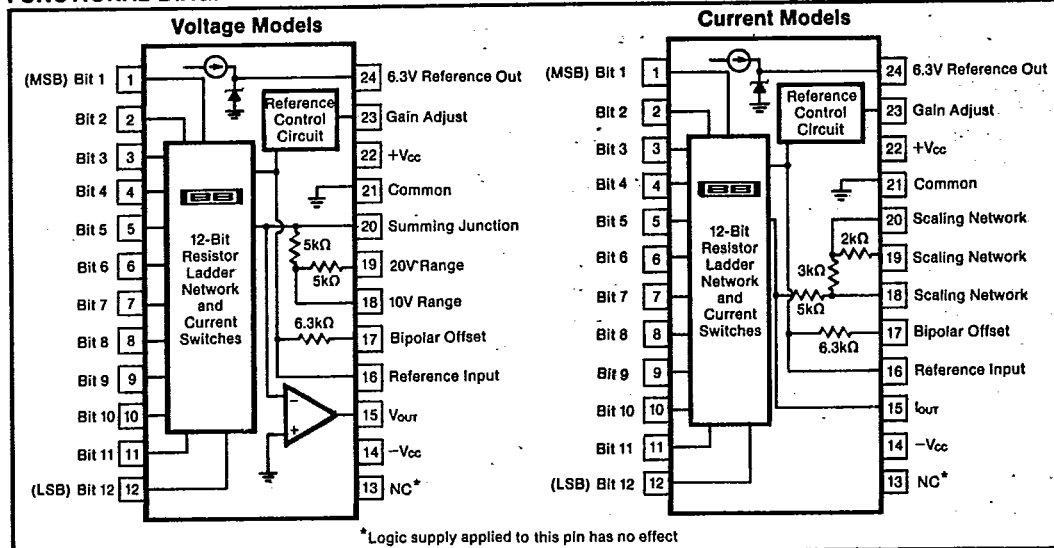 Voltage Models
(MSB) Bit 1 1
Bit 2 2
Bit 3 3
Bit 4 4
Bit 5 5
Bit 6 6
Bit 7 7
Bit 8 8
Bit 9 9
Bit 10 10
Bit 11 11
(LSB) Bit 12 12
Reference
Control
Circuit
BB
12-Bit
Resistor
Ladder
Network
and
Current
Switches
5kΩ
5kΩ
6.3kΩ
−
+
24 6.3V Reference Out
23 Gain Adjust
22 +Vcc
21 Common
20 Summing Junction
19 20V Range
18 10V Range
17 Bipolar Offset
16 Reference Input
15 VOUT
14 −Vcc
13 NC*
Current Models
(MSB) Bit 1 1
Bit 2 2
Bit 3 3
Bit 4 4
Bit 5 5
Bit 6 6
Bit 7 7
Bit 8 8
Bit 9 9
Bit 10 10
Bit 11 11
(LSB) Bit 12 12
Reference
Control
Circuit
BB
12-Bit
Resistor
Ladder
Network
and
Current
Switches
2kΩ
3kΩ
5kΩ
6.3kΩ
24 6.3V Reference Out
23 Gain Adjust
22 +Vcc
21 Common
20 Scaling Network
19 Scaling Network
18 Scaling Network
17 Bipolar Offset
16 Reference Input
15 IOUT
14 −Vcc
13 NC*
*Logic supply applied to this pin has no effect